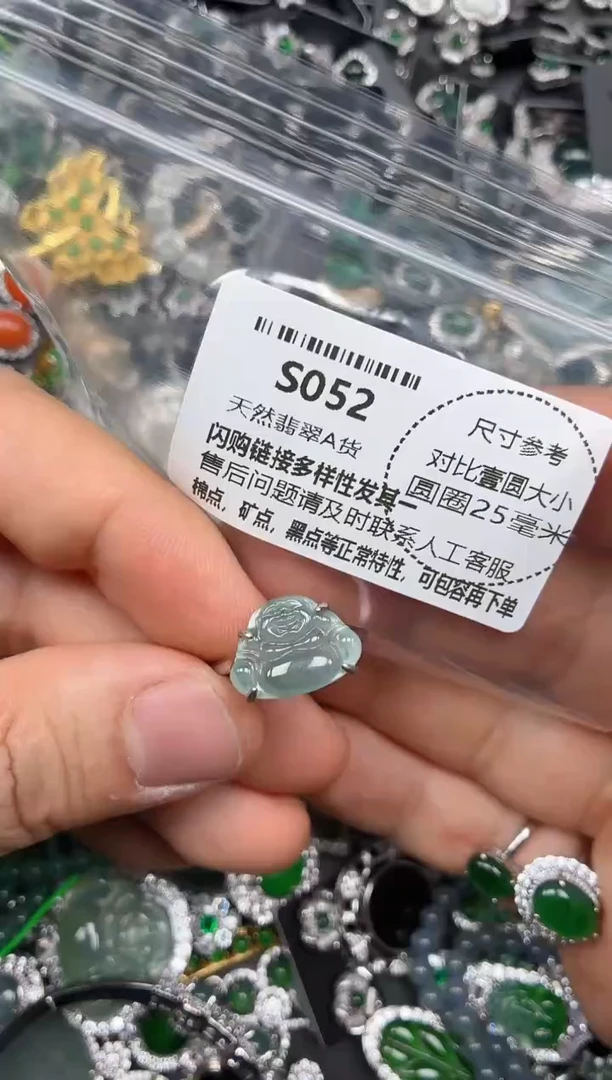 S052
天然翡翠A货
闪购链接多样性发其一
售后问题请及时联系人工客服
棉点，矿点，黑点等正常特性，可包容再下单
尺寸参考
对比壹圆大小
圆圈25毫米